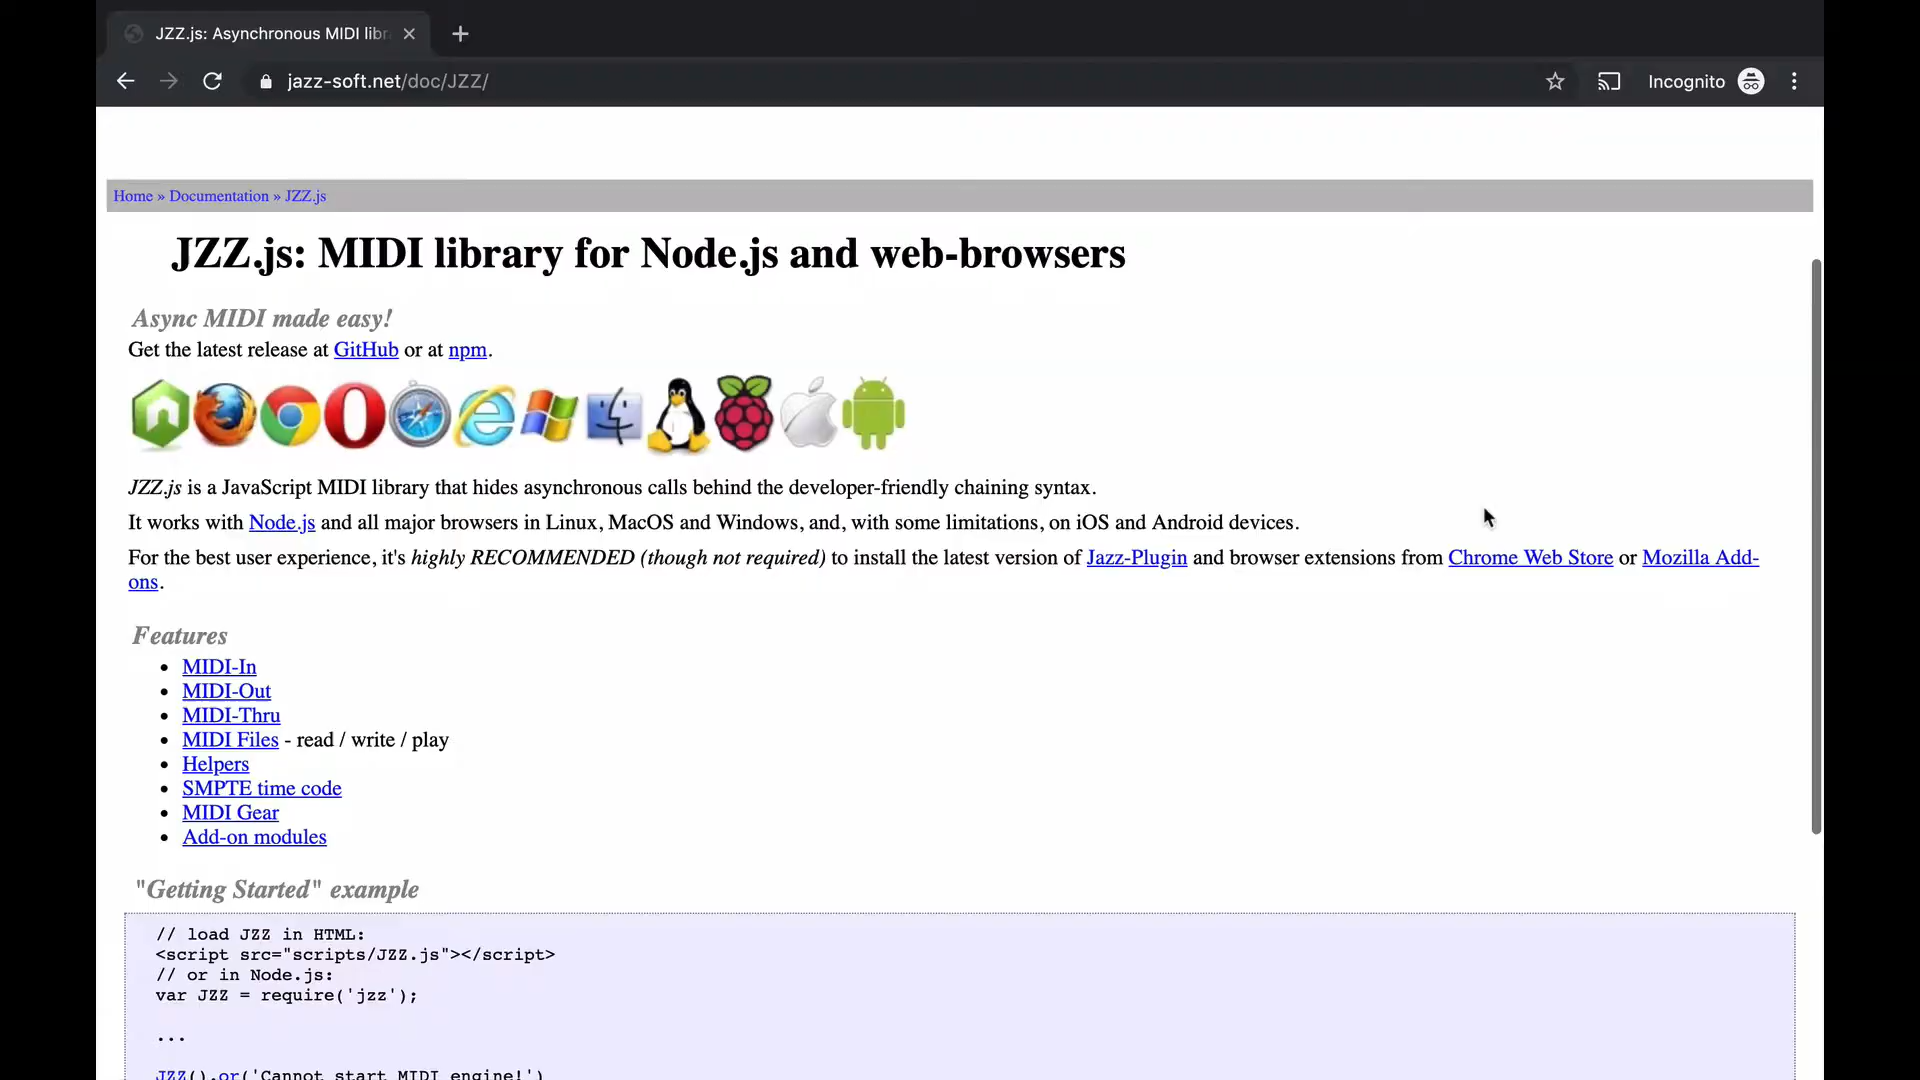 JZZ.js: Asynchronous MIDI libr
jazz-soft.net/doc/JZZ/
Incognito
Home » Documentation » JZZ.js
JZZ.js: MIDI library for Node.js and web-browsers
Async MIDI made easy!
Get the latest release at GitHub or at npm.
JZZ.js is a JavaScript MIDI library that hides asynchronous calls behind the developer-friendly chaining syntax.
It works with Node.js and all major browsers in Linux, MacOS and Windows, and, with some limitations, on iOS and Android devices.
For the best user experience, it's highly RECOMMENDED (though not required) to install the latest version of Jazz-Plugin and browser extensions from Chrome Web Store or Mozilla Add-
ons.
Features
• MIDI-In
• MIDI-Out
• MIDI-Thru
• MIDI Files - read / write / play
• Helpers
• SMPTE time code
• MIDI Gear
• Add-on modules
"Getting Started" example
// load JZZ in HTML:
<script src="scripts/JZZ.js"></script>
// or in Node.js:
var JZZ = require('jzz');
...
JZZ().or('Cannot start MIDI engine!')